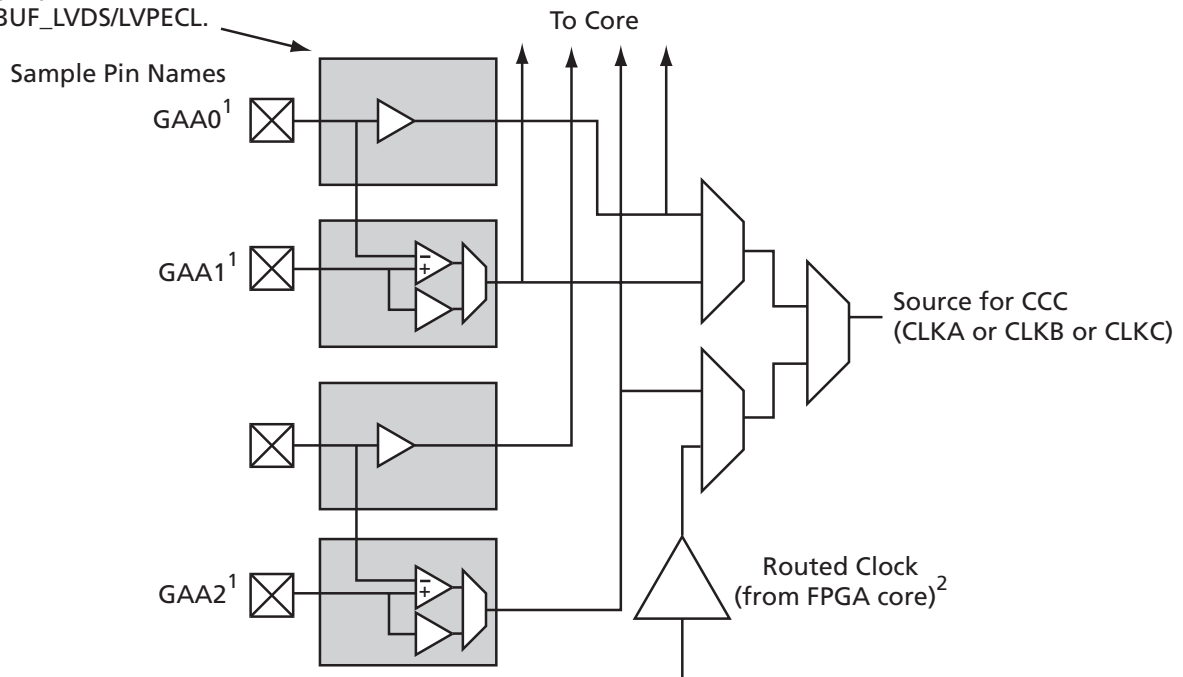 BUF_LVDS/LVPECL.
To Core
Sample Pin Names
GAA0¹
GAA1¹
− +
Source for CCC
(CLKA or CLKB or CLKC)
GAA2¹
− +
Routed Clock
(from FPGA core)²